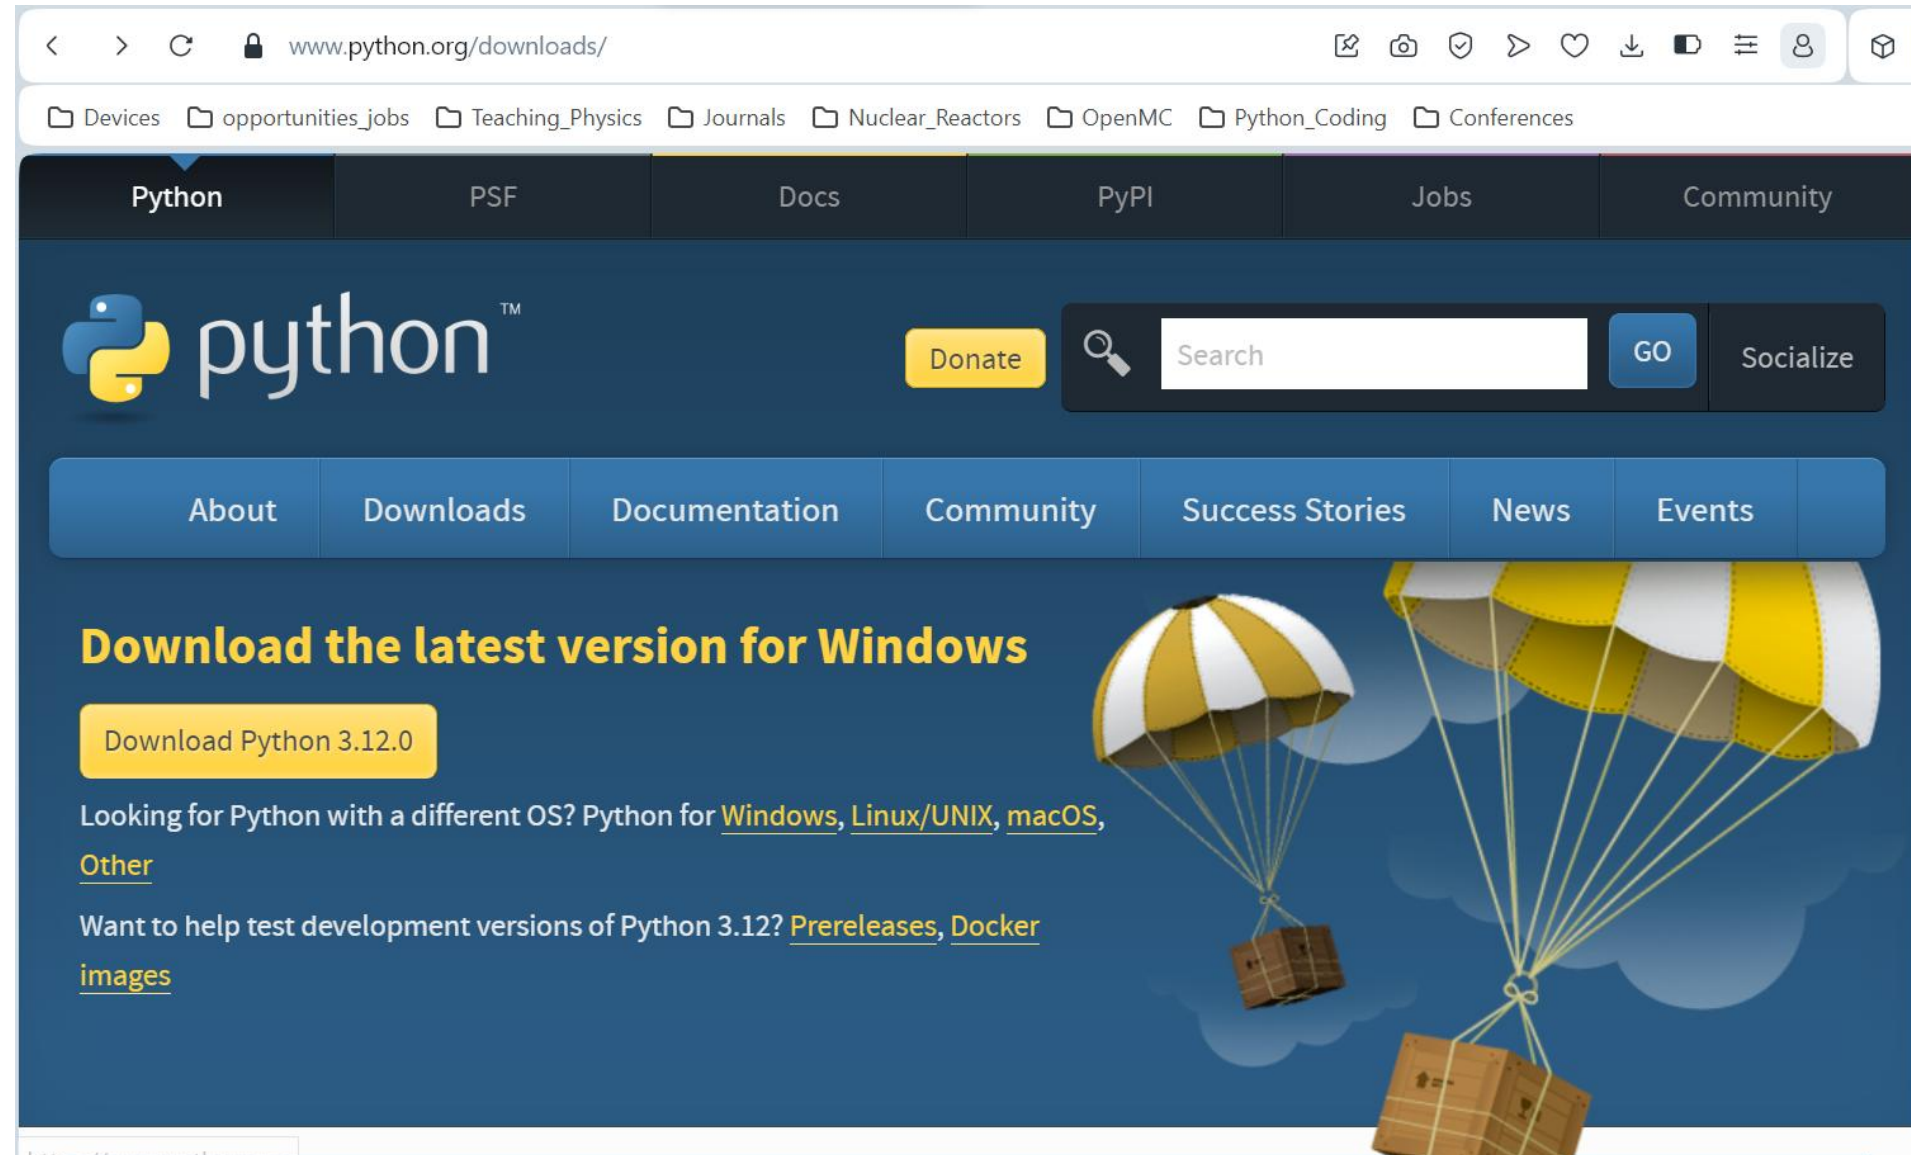 www.python.org/downloads/
Devices opportunities_jobs Teaching_Physics Journals Nuclear_Reactors OpenMC Python_Coding Conferences
Python PSF Docs PyPI Jobs Community
python™
Donate Search GO Socialize
About Downloads Documentation Community Success Stories News Events
Download the latest version for Windows
Download Python 3.12.0
Looking for Python with a different OS? Python for Windows, Linux/UNIX, macOS,
Other
Want to help test development versions of Python 3.12? Prereleases, Docker
images